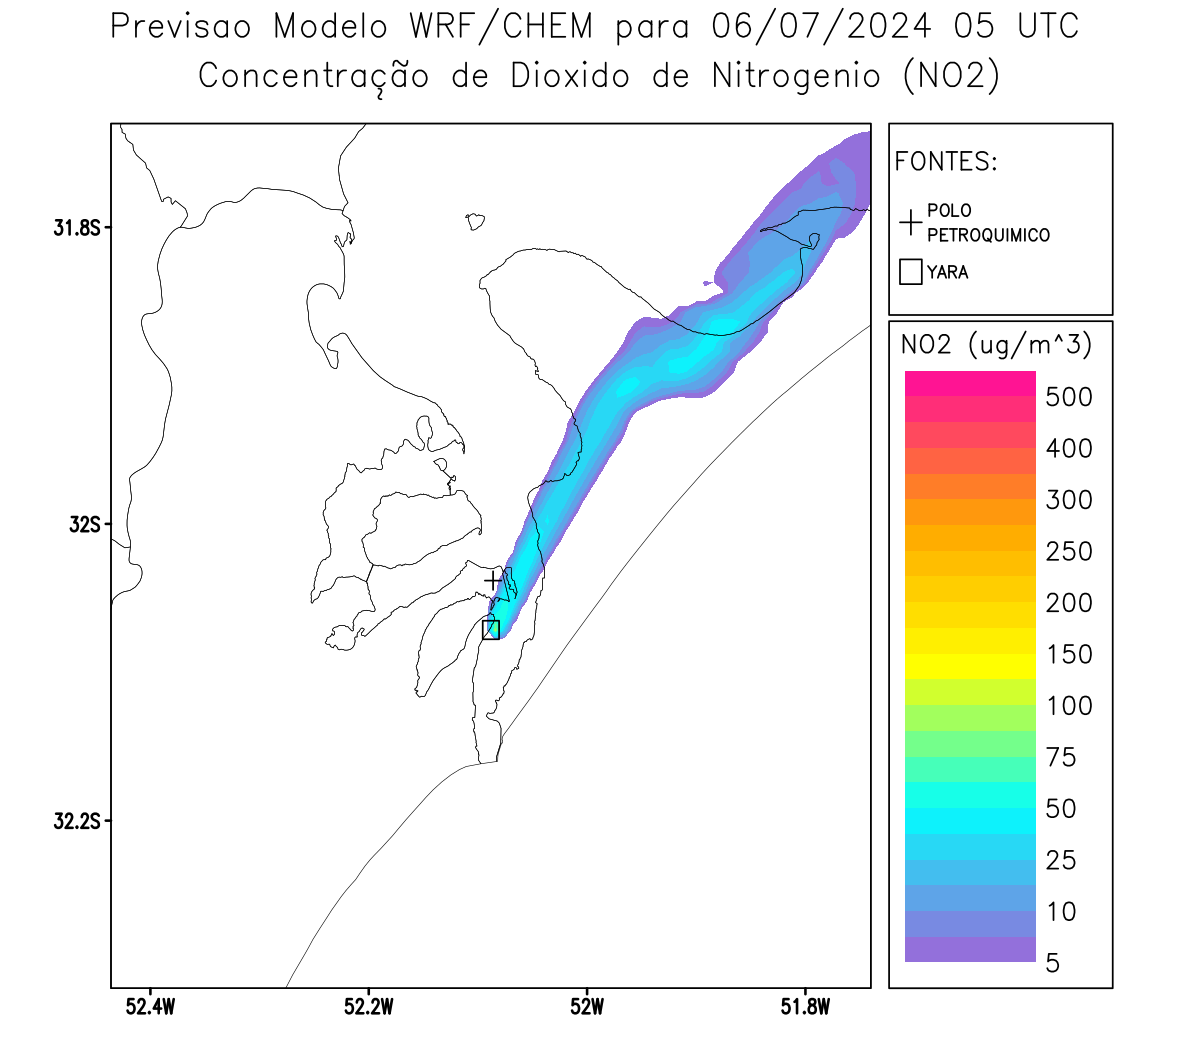 Previsao Modelo WRF/CHEM para 06/07/2024 05 UTC
Concentração de Dioxido de Nitrogenio (NO2)
FONTES:
POLO
PETROQUIMICO
YARA
NO2 (ug/m^3)
500
400
300
250
200
150
100
75
50
25
10
5
31.8S
32S
32.2S
52.4W
52.2W
52W
51.8W